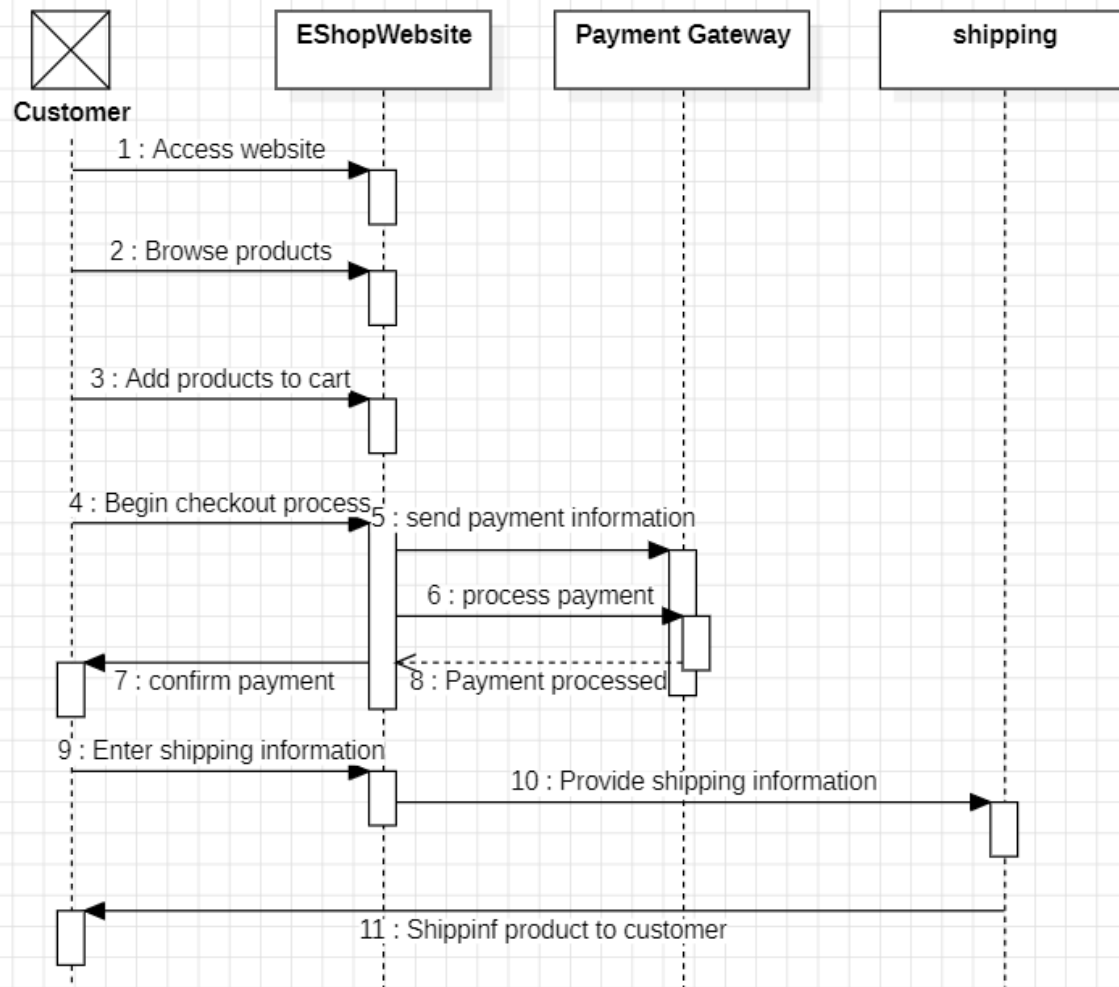 EShopWebsite
Payment Gateway
shipping
Customer
1 : Access website
2 : Browse products
3 : Add products to cart
4 : Begin checkout process
5 : send payment information
6 : process payment
7 : confirm payment
8 : Payment processed
9 : Enter shipping information
10 : Provide shipping information
11 : Shippinf product to customer